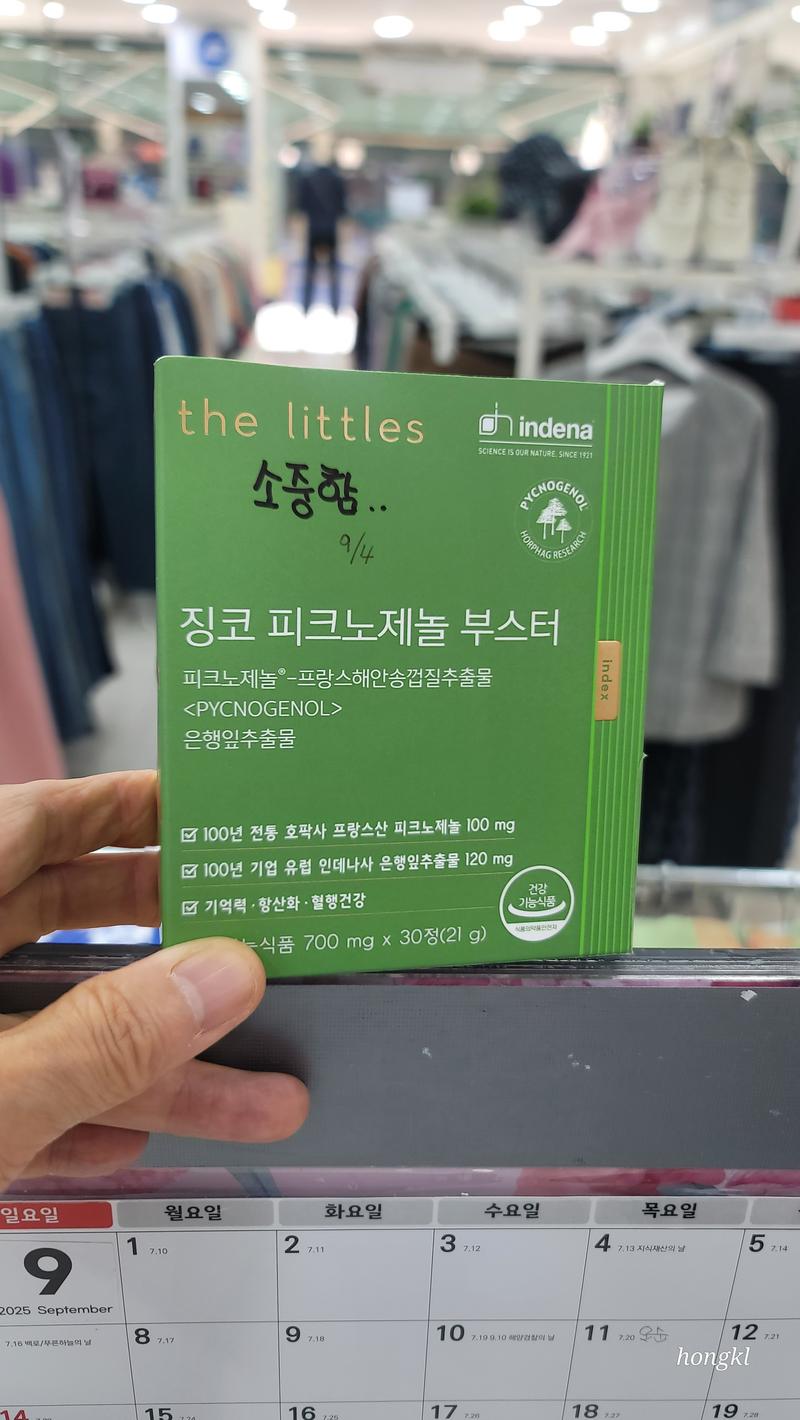 the littles
indena
SCIENCE IS OUR NATURE. SINCE 1921
소중함..
9/4
PYCNOGENOL
HORPHAG RESEARCH
징코 피크노제놀 부스터
피크노제놀®-프랑스해안송껍질추출물
<PYCNOGENOL>
은행잎추출물
index
100년 전통 호팍사 프랑스산 피크노제놀 100 mg
100년 기업 유럽 인데나사 은행잎추출물 120 mg
기억력·항산화·혈행건강
건강
기능식품
식품의약품안전처
능식품 700 mg x 30정(21 g)
일요일 월요일 화요일 수요일 목요일
9
2025 September
1 7.10
2 7.11
3 7.12
4 7.13 지식재산의 날
5 7.14
7.16 백로/푸른하늘의 날
8 7.17
9 7.18
10 7.19 9.10 해양경찰의 날
11 7.20
12 7.21
hongkl
14
15 7.24
16 7.25
17 7.26
18 7.27
19 7.28